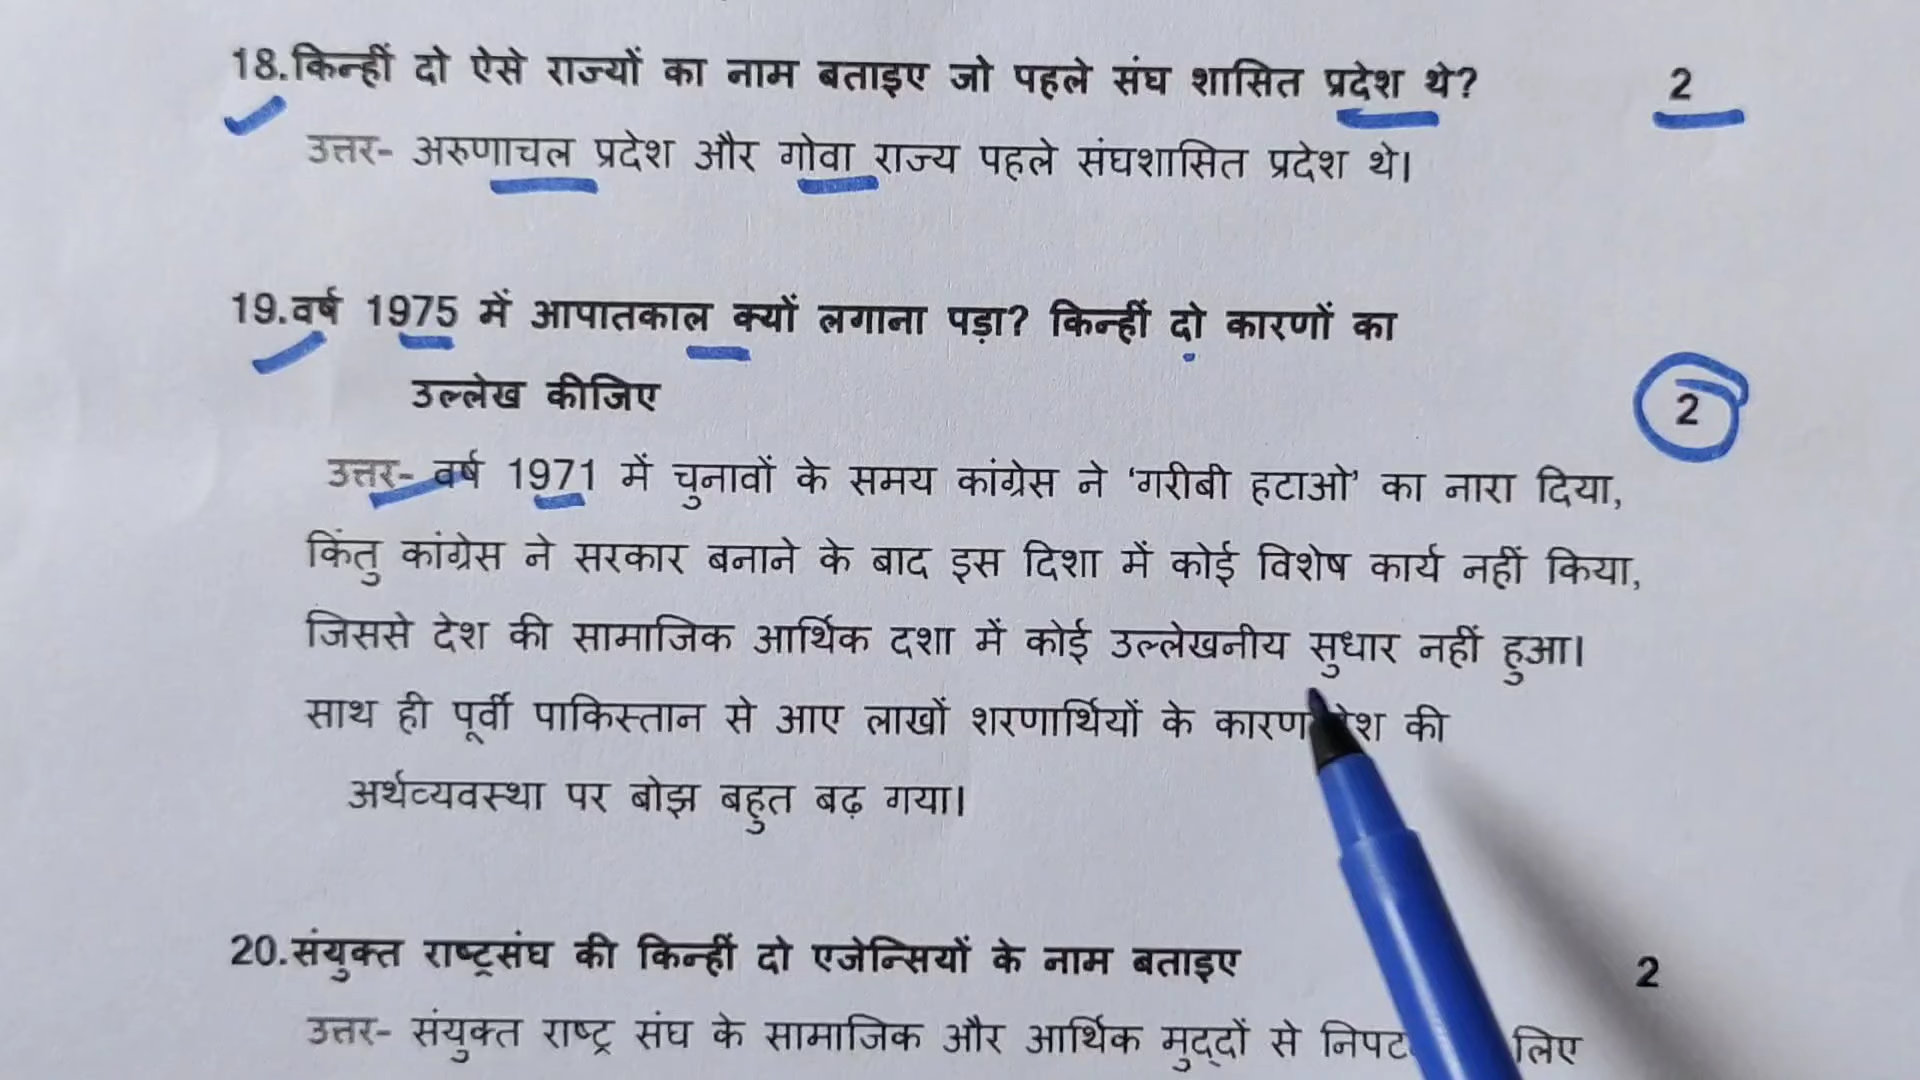 18.किन्हीं दो ऐसे राज्यों का नाम बताइए जो पहले संघ शासित प्रदेश थे? 2
उत्तर- अरुणाचल प्रदेश और गोवा राज्य पहले संघशासित प्रदेश थे।
19.वर्ष 1975 में आपातकाल क्यों लगाना पड़ा? किन्हीं दो कारणों का
उल्लेख कीजिए 2
उत्तर- वर्ष 1971 में चुनावों के समय कांग्रेस ने ‘गरीबी हटाओ’ का नारा दिया,
किंतु कांग्रेस ने सरकार बनाने के बाद इस दिशा में कोई विशेष कार्य नहीं किया,
जिससे देश की सामाजिक आर्थिक दशा में कोई उल्लेखनीय सुधार नहीं हुआ।
साथ ही पूर्वी पाकिस्तान से आए लाखों शरणार्थियों के कारण की
अर्थव्यवस्था पर बोझ बहुत बढ़ गया।
20.संयुक्त राष्ट्रसंघ की किन्हीं दो एजेन्सियों के नाम बताइए 2
उत्तर- संयुक्त राष्ट्र संघ के सामाजिक और आर्थिक मुद्दों से लिए